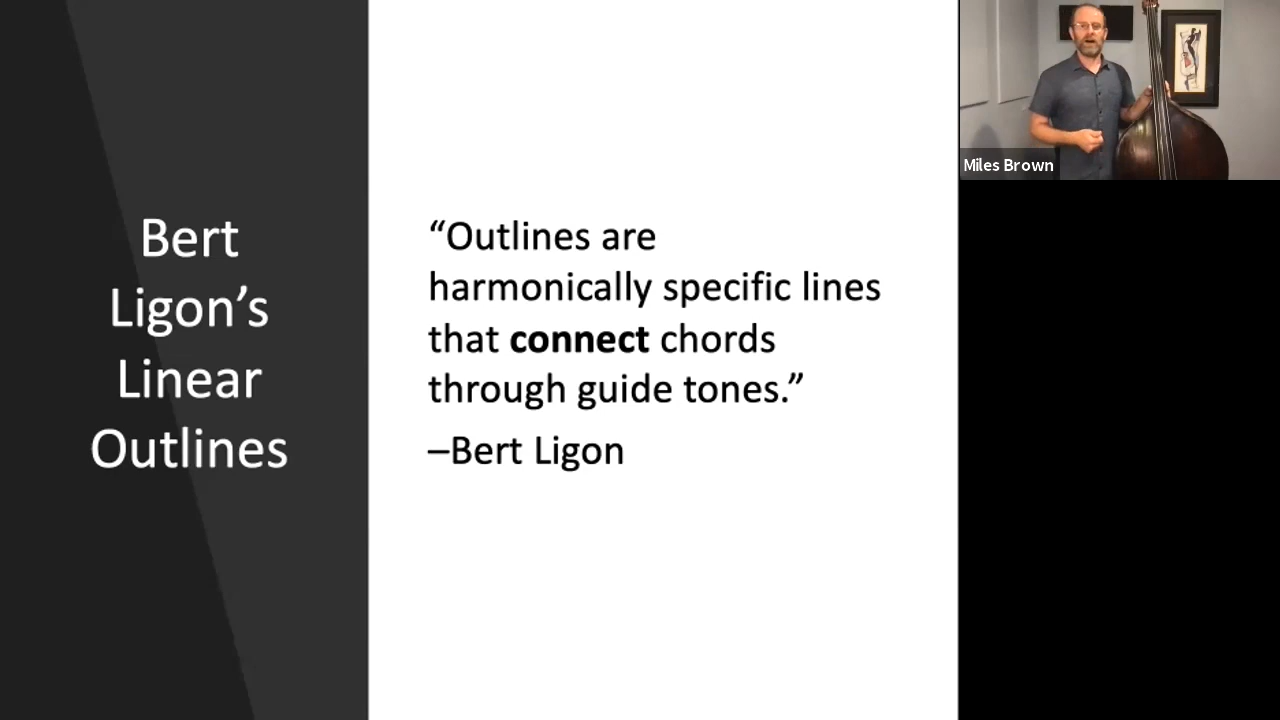 Bert
Ligon’s
Linear
Outlines
“Outlines are
harmonically specific lines
that connect chords
through guide tones.”
–Bert Ligon
Miles Brown